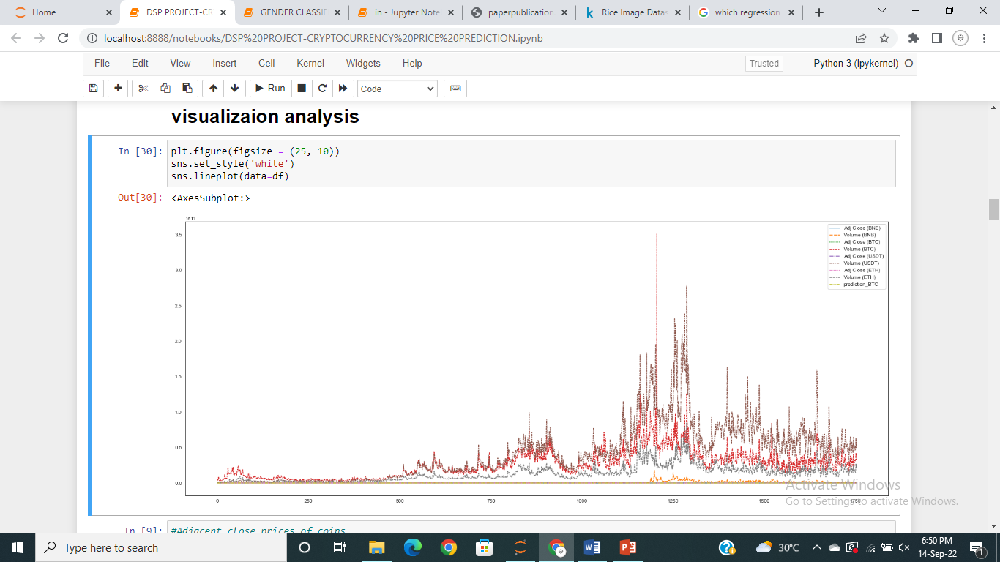 Home
DSP PROJECT-CR
GENDER CLASSIF
in - Jupyter Note
paperpublication
Rice Image Datas
which regression
localhost:8888/notebooks/DSP%20PROJECT-CRYPTOCURRENCY%20PRICE%20PREDICTION.ipynb
File Edit View Insert Cell Kernel Widgets Help Trusted Python 3 (ipykernel)
Run Code
visualizaion analysis
In [30]: plt.figure(figsize = (25, 10))
sns.set_style('white')
sns.lineplot(data=df)
Out[30]: <AxesSubplot:>
1e11
Adj Close (BNB)
Volume (BNB)
Adj Close (BTC)
Volume (BTC)
Adj Close (USDT)
Volume (USDT)
Adj Close (ETH)
Volume (ETH)
prediction_BTC
3.5
3.0
2.5
2.0
1.5
1.0
0.5
0.0
0 250 500 750 1000 1250 1500 1750
Activate Windows
Go to Settings to activate Windows.
In [9]: #Adjacent close prices of coins
Type here to search
30°C
6:50 PM
14-Sep-22
1